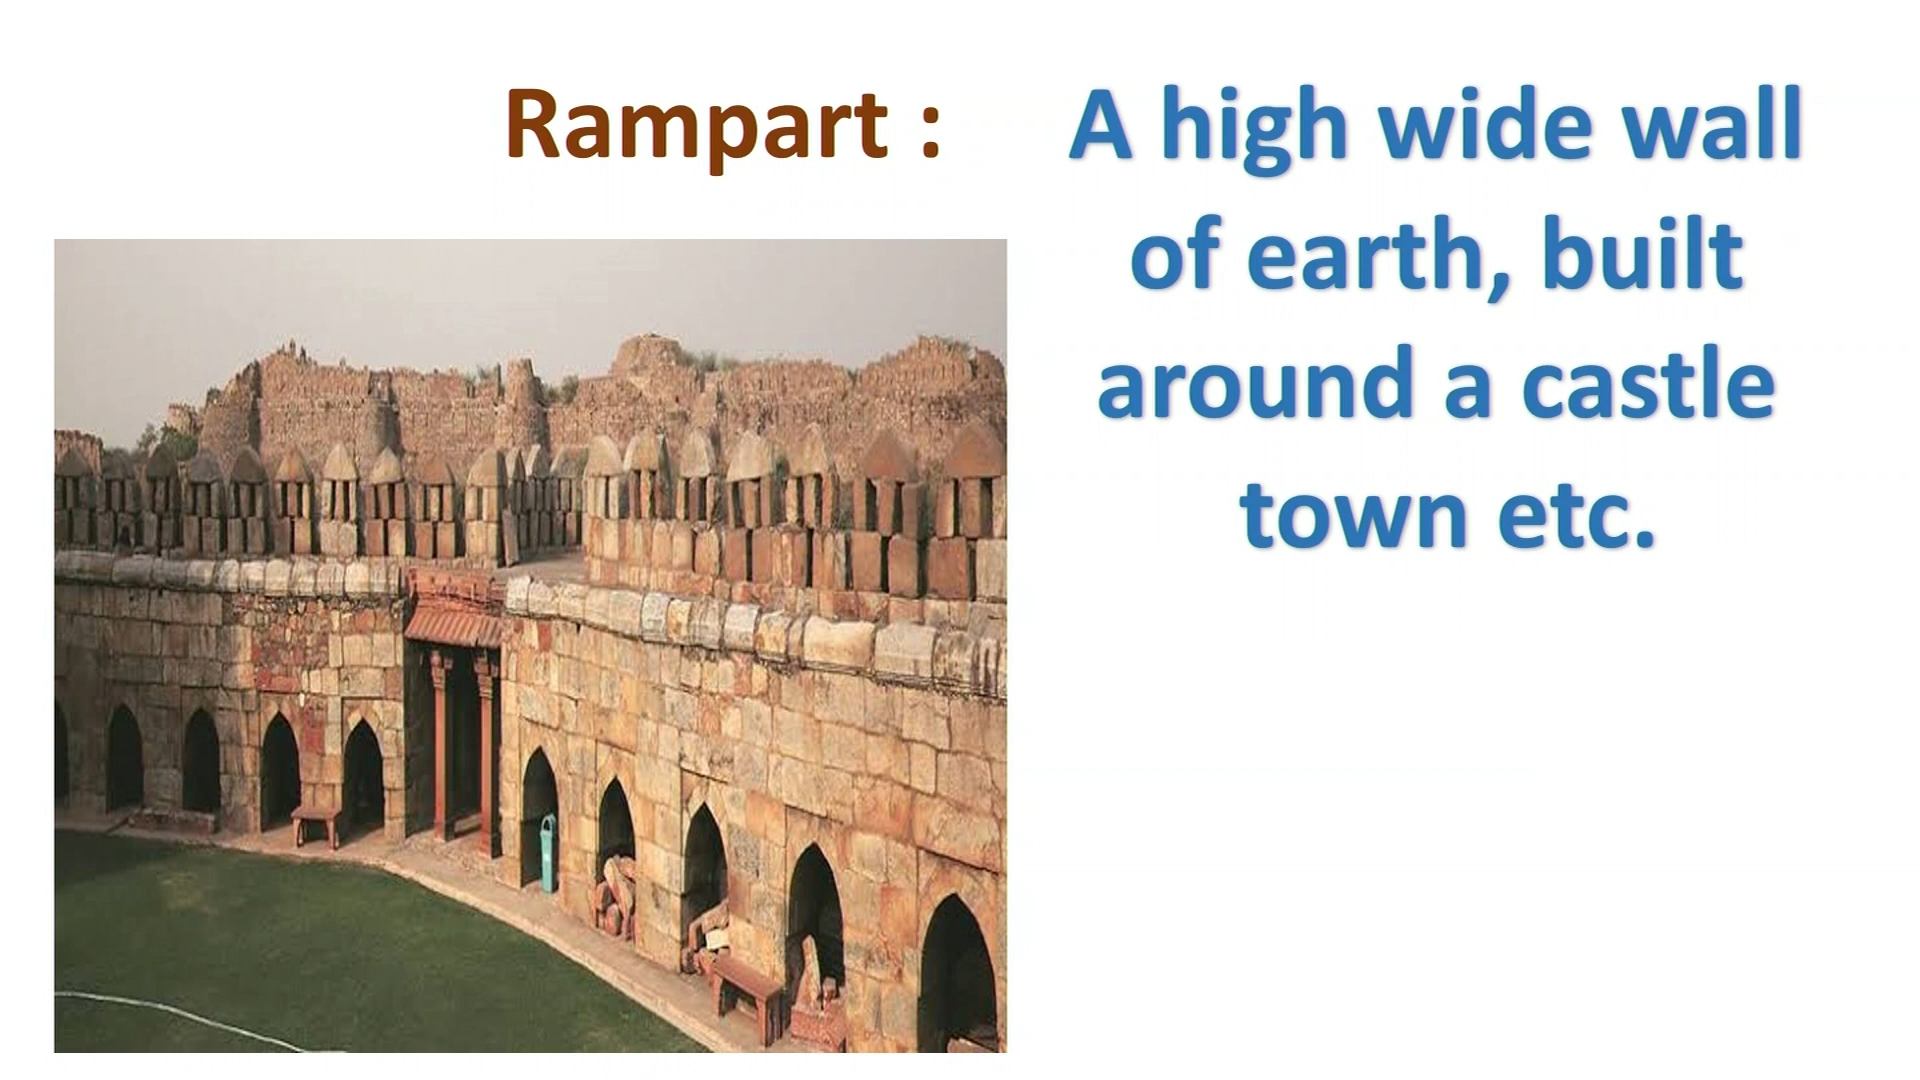 Rampart :
A high wide wall
of earth, built
around a castle
town etc.